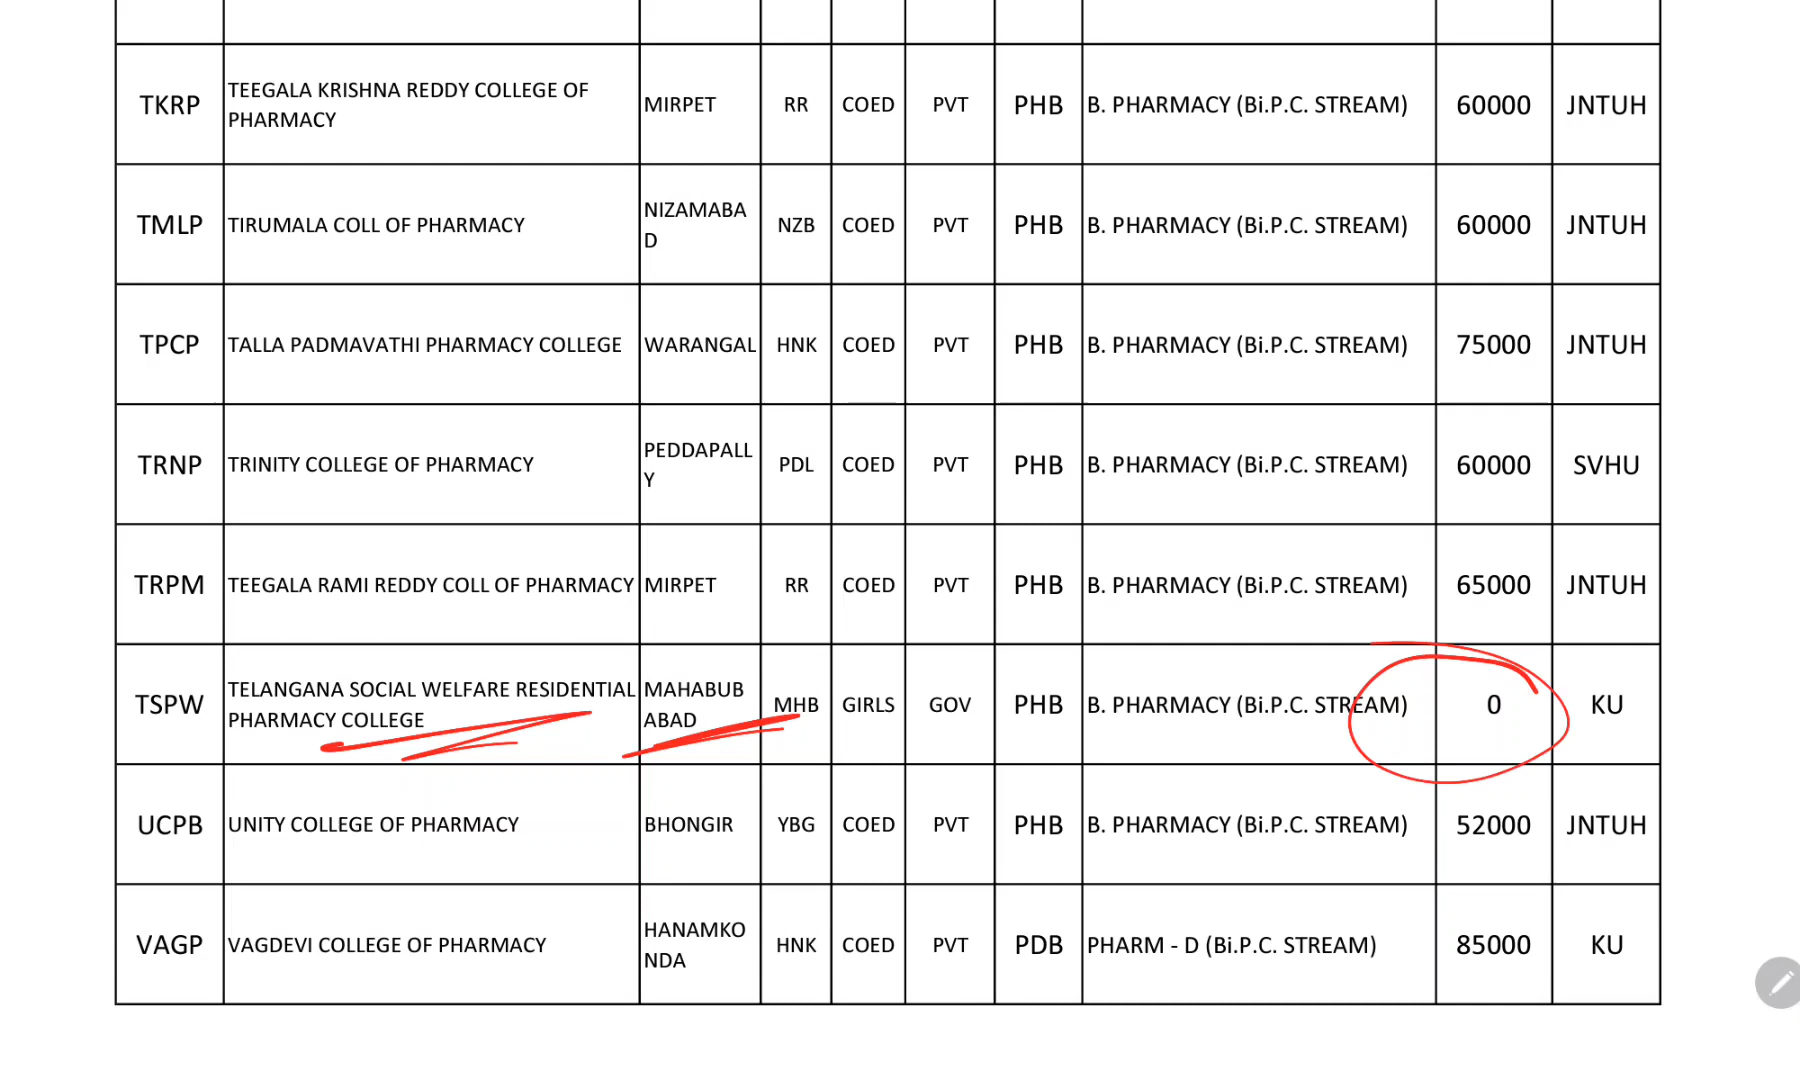 TKRP TEEGALA KRISHNA REDDY COLLEGE OF PHARMACY MIRPET RR COED PVT PHB B. PHARMACY (Bi.P.C. STREAM) 60000 JNTUH
TMLP TIRUMALA COLL OF PHARMACY NIZAMABAD NZB COED PVT PHB B. PHARMACY (Bi.P.C. STREAM) 60000 JNTUH
TPCP TALLA PADMAVATHI PHARMACY COLLEGE WARANGAL HNK COED PVT PHB B. PHARMACY (Bi.P.C. STREAM) 75000 JNTUH
TRNP TRINITY COLLEGE OF PHARMACY PEDDAPALLY PDL COED PVT PHB B. PHARMACY (Bi.P.C. STREAM) 60000 SVHU
TRPM TEEGALA RAMI REDDY COLL OF PHARMACY MIRPET RR COED PVT PHB B. PHARMACY (Bi.P.C. STREAM) 65000 JNTUH
TSPW TELANGANA SOCIAL WELFARE RESIDENTIAL PHARMACY COLLEGE MAHABUBABAD MHB GIRLS GOV PHB B. PHARMACY (Bi.P.C. STREAM) 0 KU
UCPB UNITY COLLEGE OF PHARMACY BHONGIR YBG COED PVT PHB B. PHARMACY (Bi.P.C. STREAM) 52000 JNTUH
VAGP VAGDEVI COLLEGE OF PHARMACY HANAMKONDA HNK COED PVT PDB PHARM - D (Bi.P.C. STREAM) 85000 KU